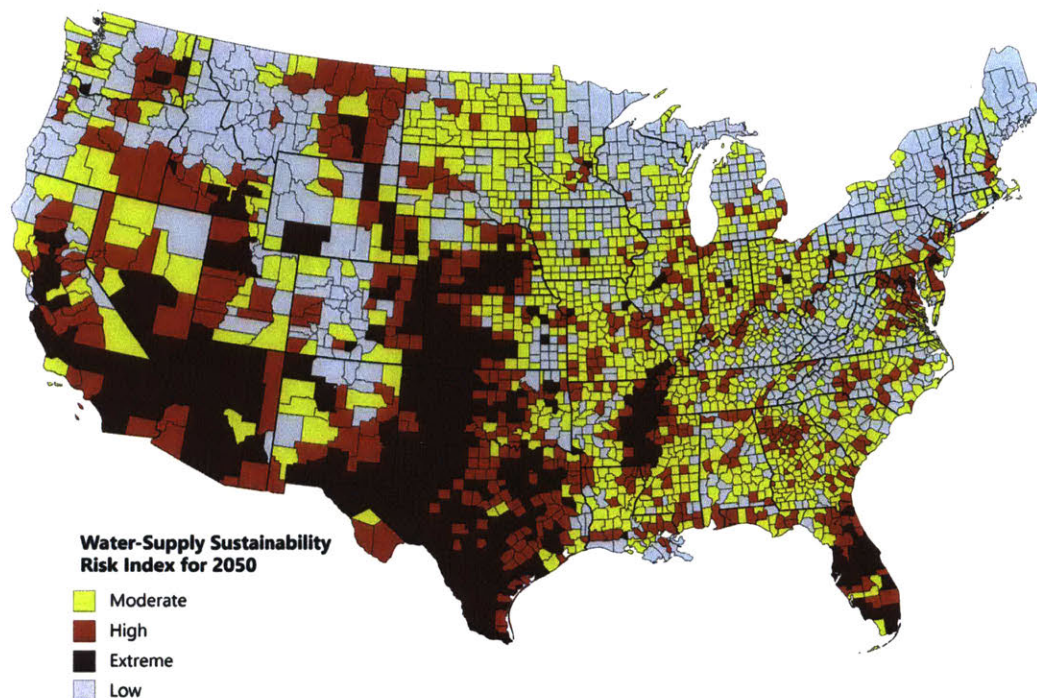 Water-Supply Sustainability
Risk Index for 2050
Moderate
High
Extreme
Low